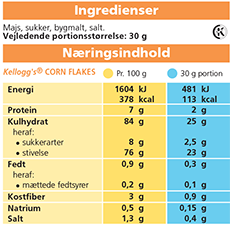 Ingredienser
Majs, sukker, bygmalt, salt.
Vejledende portionsstørrelse: 30 g
Næringsindhold
Kellogg's® CORN FLAKES Pr. 100 g 30 g portion
Energi 1604 kJ 481 kJ
378 kcal 113 kcal
Protein 7 g 2 g
Kulhydrat 84 g 25 g
heraf:
• sukkerarter 8 g 2,5 g
• stivelse 76 g 23 g
Fedt 0,9 g 0,3 g
heraf:
• mættede fedtsyrer 0,2 g 0,1 g
Kostfiber 3 g 0,9 g
Natrium 0,5 g 0,15 g
Salt 1,3 g 0,4 g